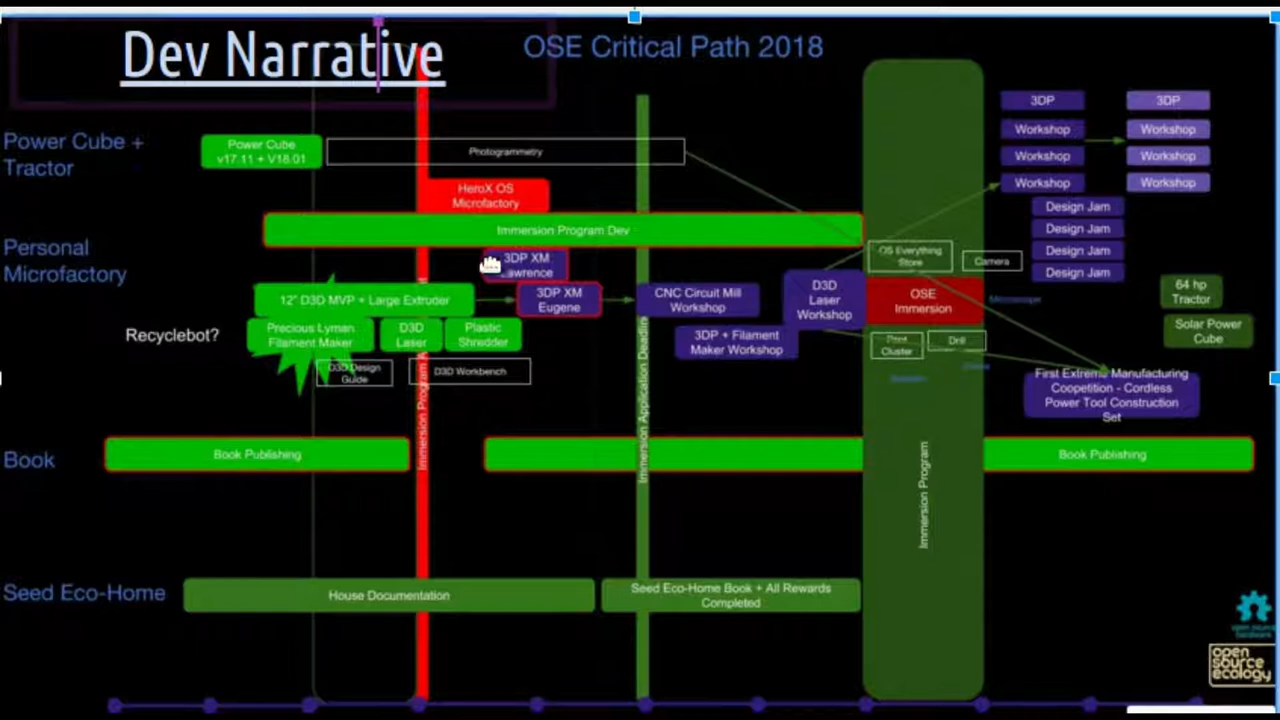 Dev Narrative
OSE Critical Path 2018
Power Cube +
Tractor
Power Cube
v17.11 + V18.01
Photogrammetry
3DP
Workshop
Workshop
Workshop
3DP
Workshop
Workshop
Workshop
HeroX OS
Microfactory
Design Jam
Design Jam
Design Jam
Design Jam
Immersion Program Dev
Personal
Microfactory
3DP XM
Lawrence
OS Everything
Store
Camera
12" D3D MVP + Large Extruder
3DP XM
Eugene
CNC Circuit Mill
Workshop
D3D
Laser
Workshop
OSE
Immersion
Microscope
64 hp
Tractor
Recyclebot?
Precious Lyman
Filament Maker
D3D
Laser
Plastic
Shredder
3DP + Filament
Maker Workshop
Print
Cluster
Drill
Solar Power
Cube
D3D Design
Guide
D3D Workbench
First Extreme Manufacturing
Coopetition - Cordless
Power Tool Construction
Set
Immersion Program A
Immersion Application Deadlin
Immersion Program
Book
Book Publishing
Book Publishing
Seed Eco-Home
House Documentation
Seed Eco-Home Book + All Rewards
Completed
open source
hardware
open
source
ecology